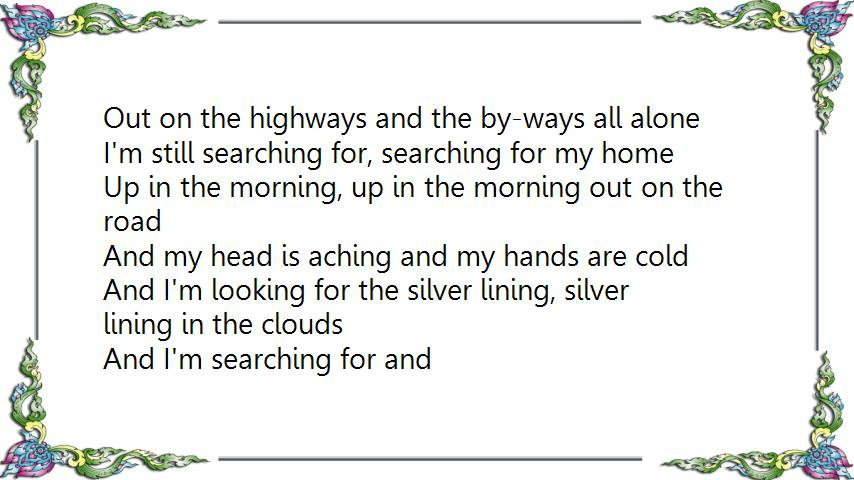 Out on the highways and the by-ways all alone
I'm still searching for, searching for my home
Up in the morning, up in the morning out on the
road
And my head is aching and my hands are cold
And I'm looking for the silver lining, silver
lining in the clouds
And I'm searching for and